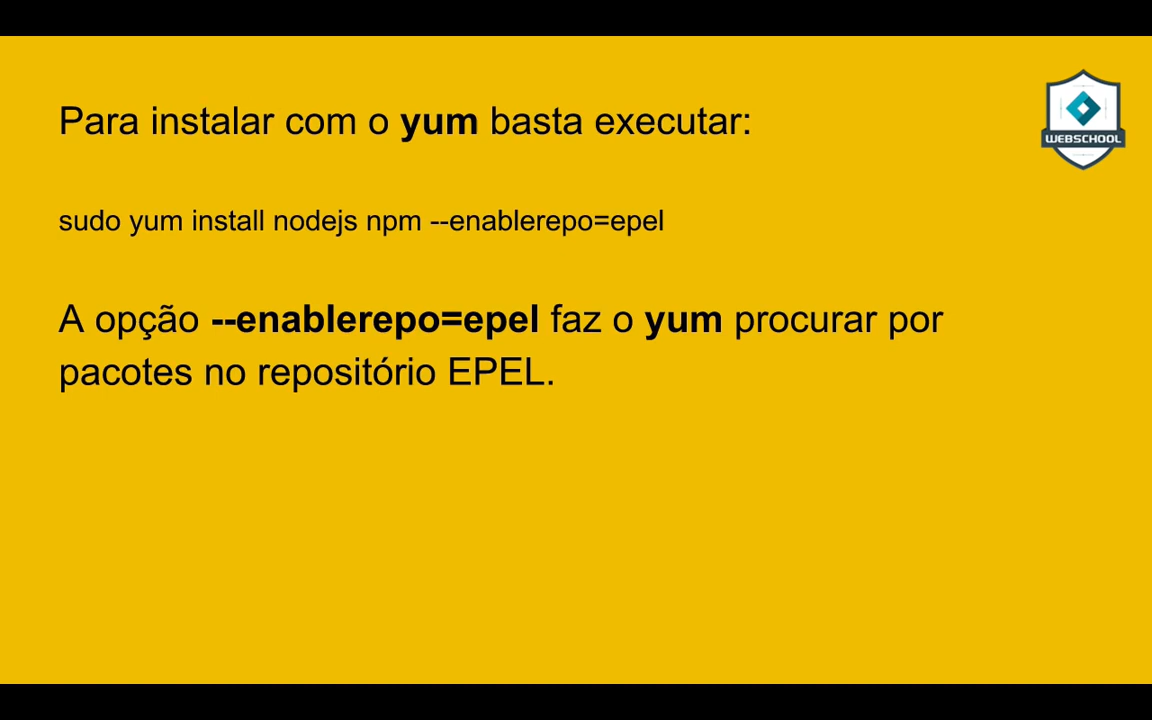 Para instalar com o yum basta executar:
WEBSCHOOL
sudo yum install nodejs npm --enablerepo=epel
A opção --enablerepo=epel faz o yum procurar por
pacotes no repositório EPEL.